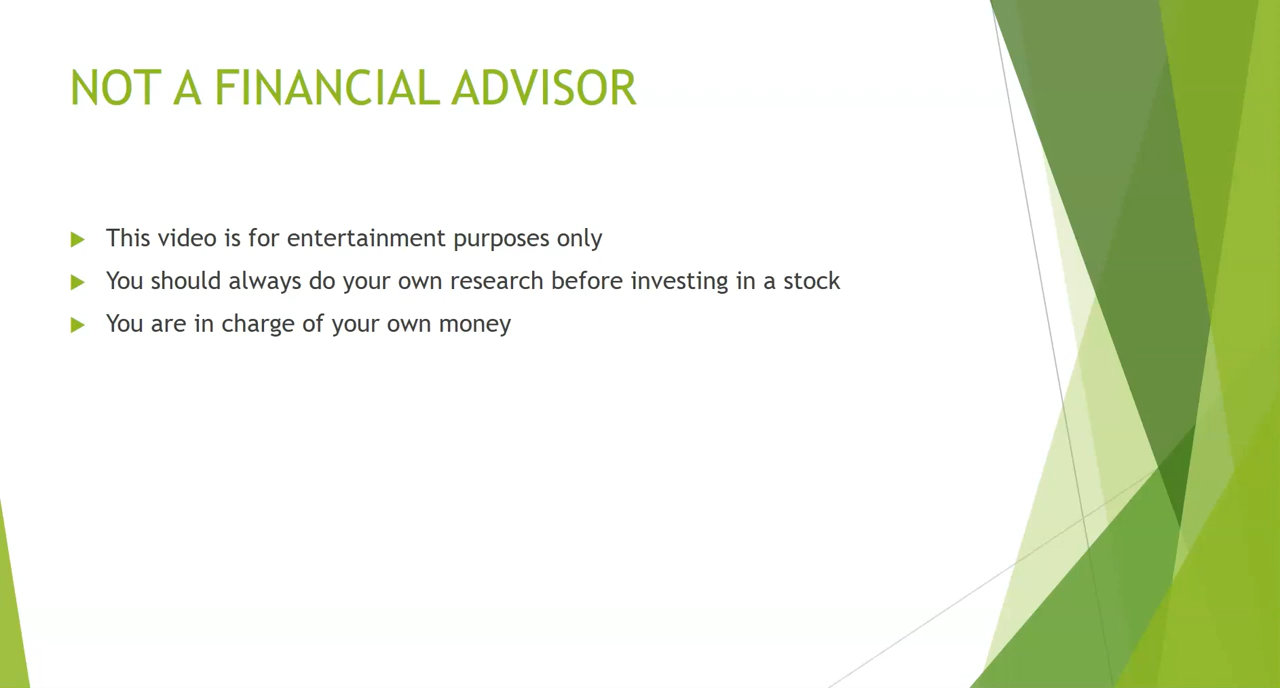 NOT A FINANCIAL ADVISOR
This video is for entertainment purposes only
You should always do your own research before investing in a stock
You are in charge of your own money